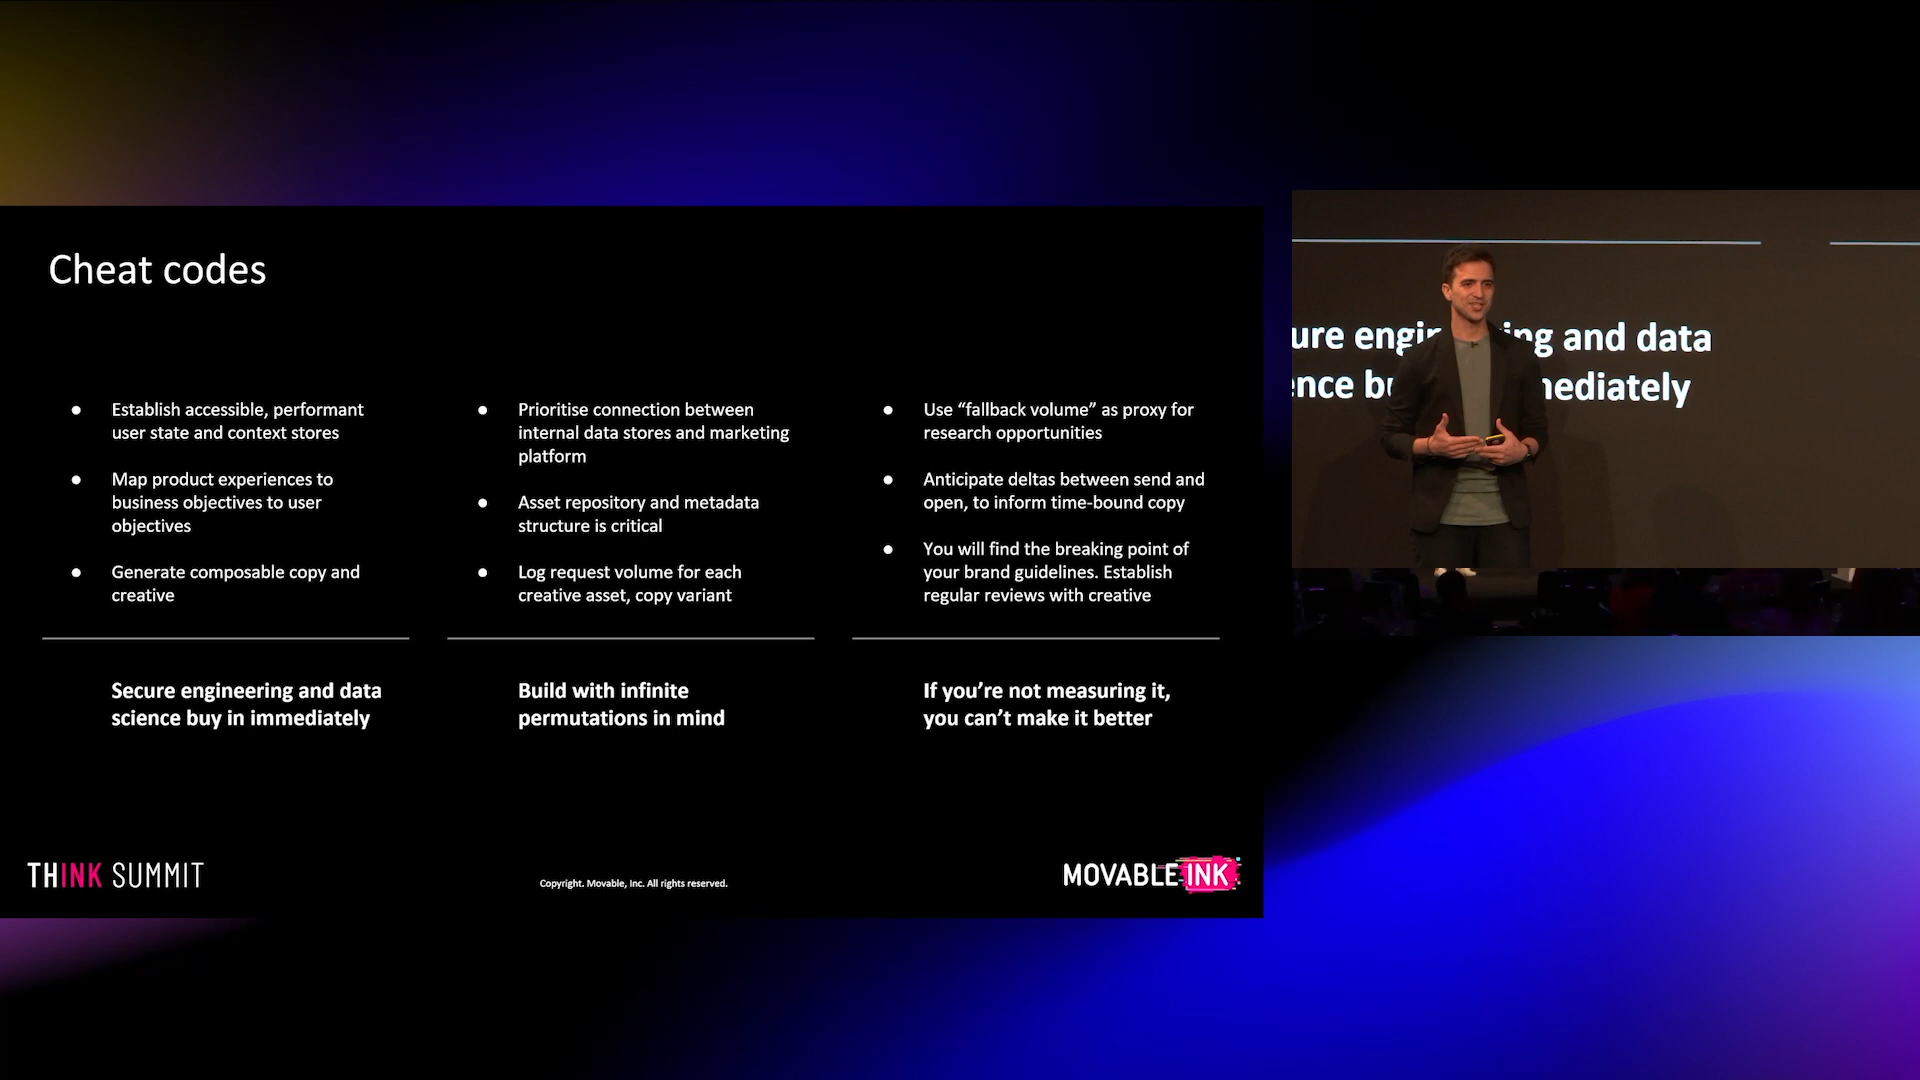 Cheat codes
● Establish accessible, performant
user state and context stores
● Map product experiences to
business objectives to user
objectives
● Generate composable copy and
creative
Secure engineering and data
science buy in immediately
● Prioritise connection between
internal data stores and marketing
platform
● Asset repository and metadata
structure is critical
● Log request volume for each
creative asset, copy variant
Build with infinite
permutations in mind
● Use “fallback volume” as proxy for
research opportunities
● Anticipate deltas between send and
open, to inform time-bound copy
● You will find the breaking point of
your brand guidelines. Establish
regular reviews with creative
If you’re not measuring it,
you can’t make it better
THINK SUMMIT
Copyright. Movable, Inc. All rights reserved.
MOVABLE INK
ure engi ing and data
ence bu mediately